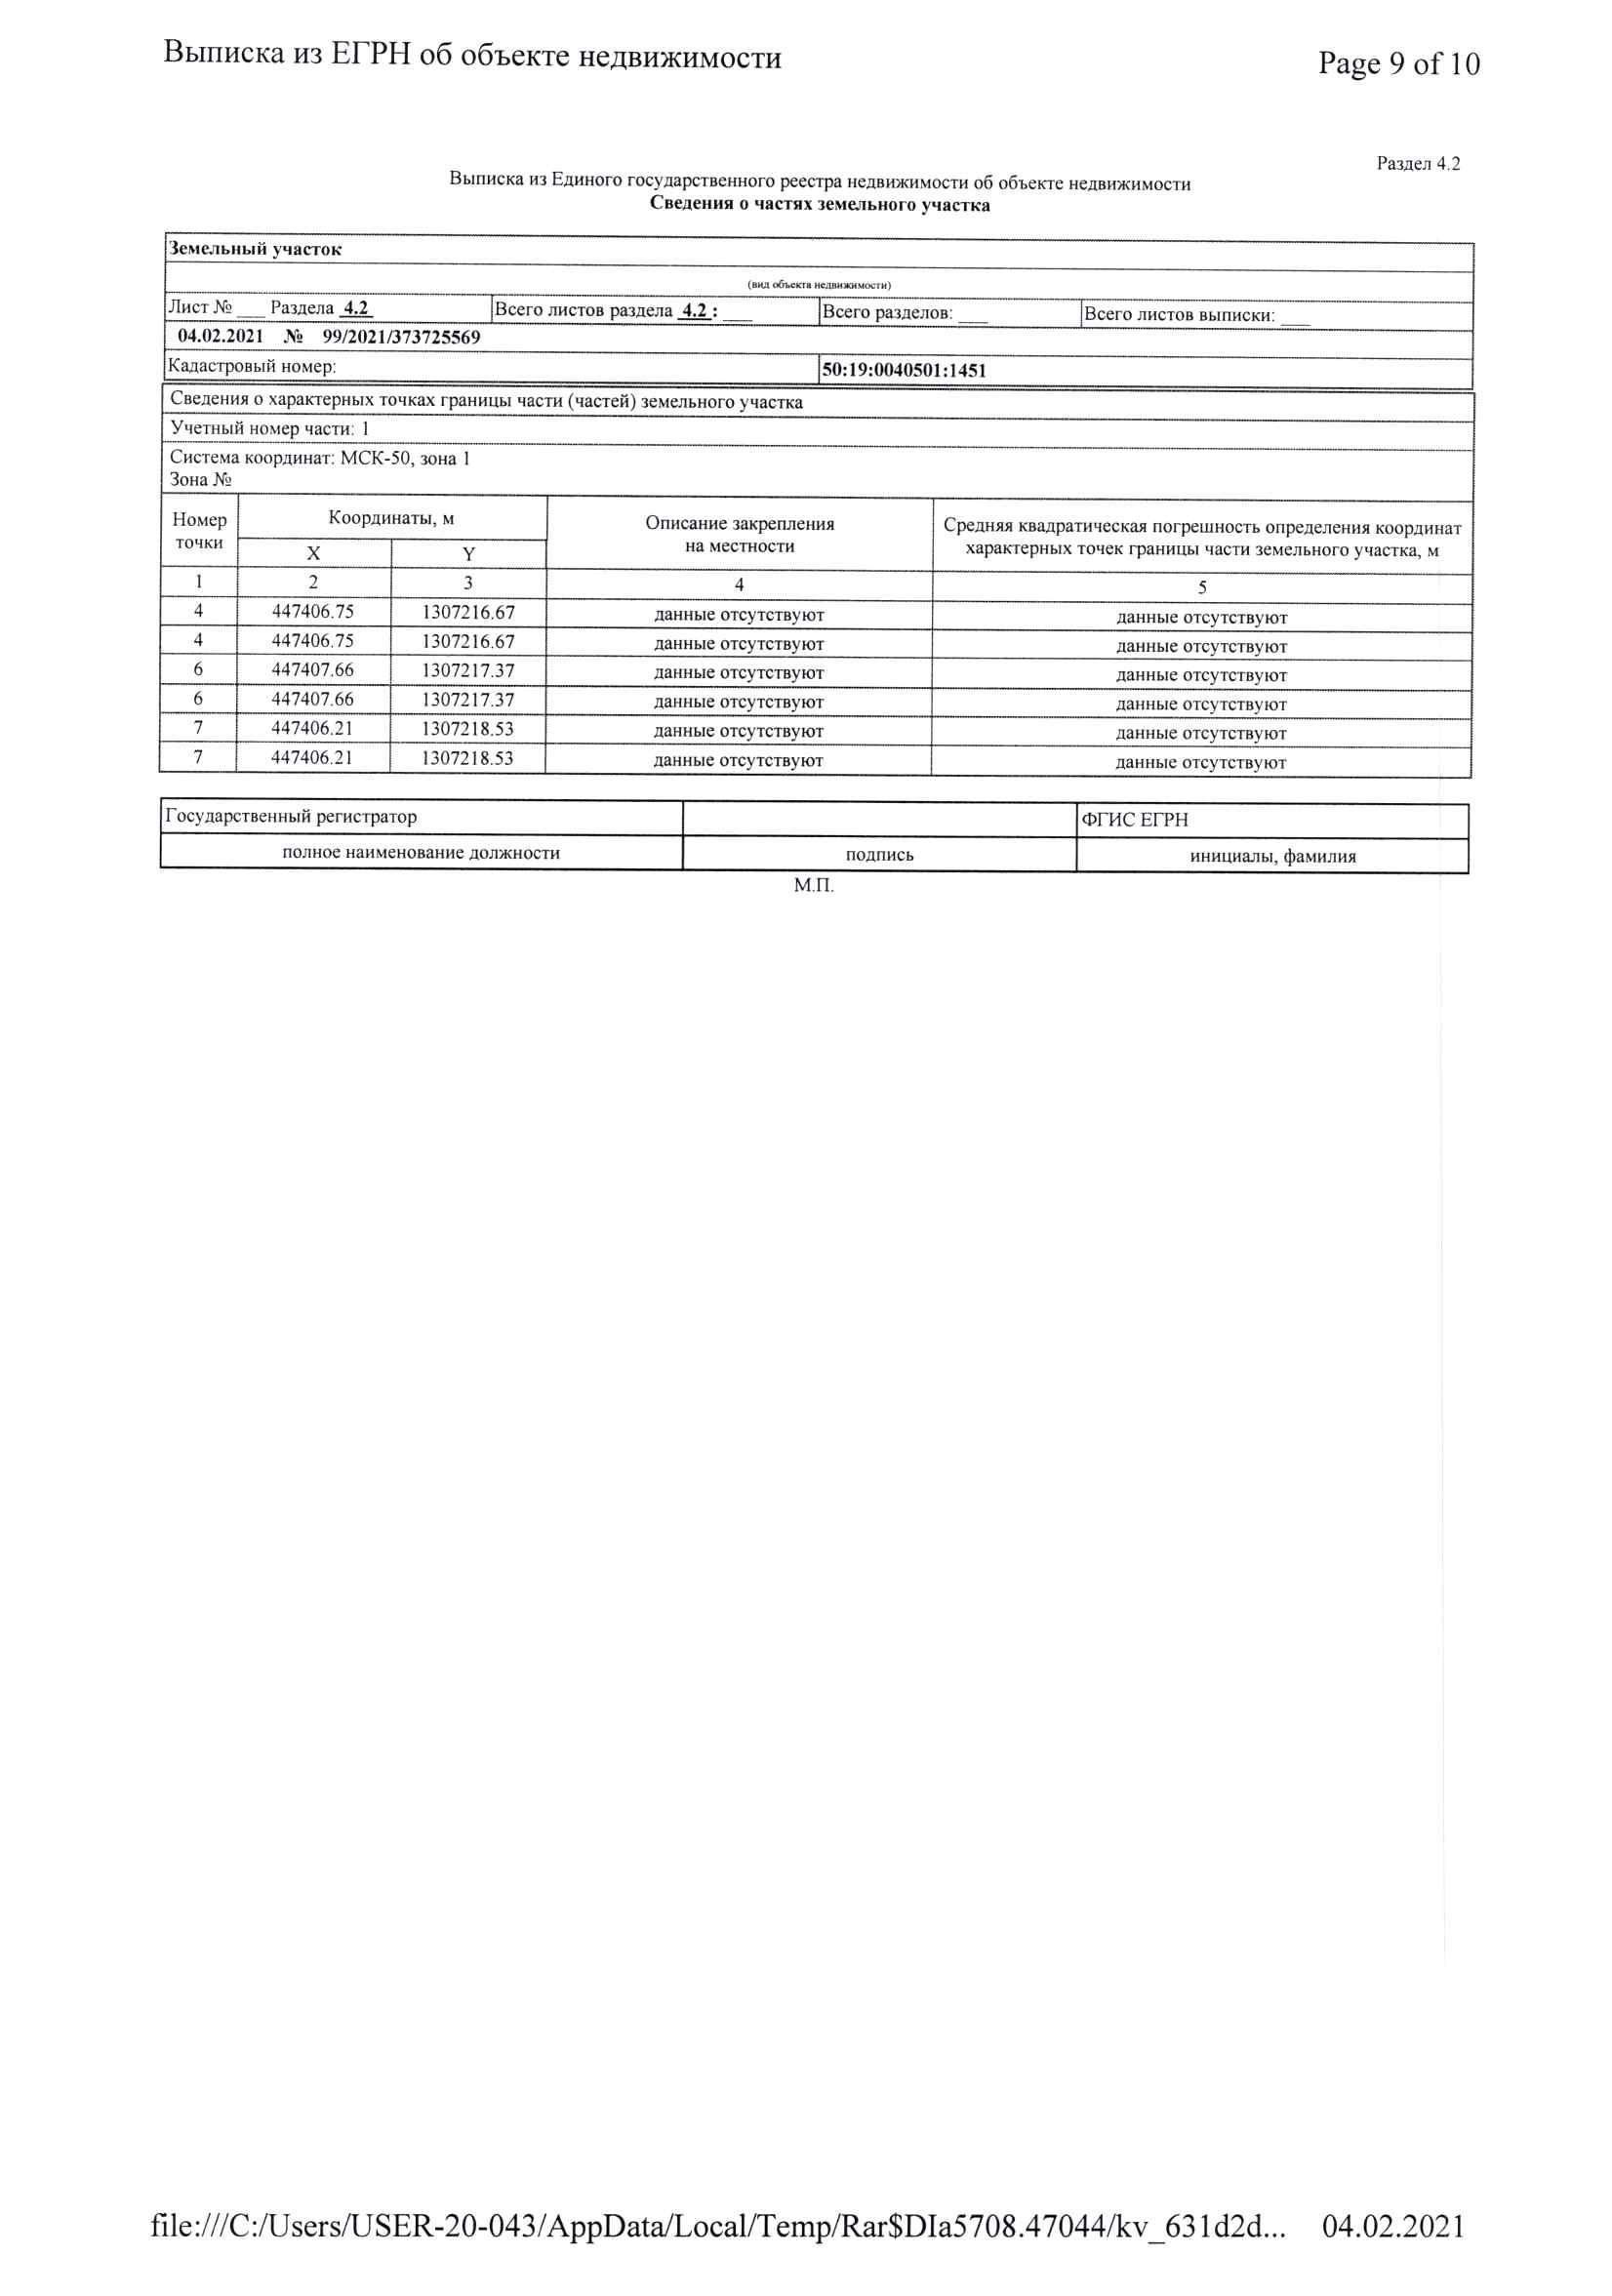 Выписка из ЕГРН об объекте недвижимости Page 9 of 10
Раздел 4.2
Выписка из Единого государственного реестра недвижимости об объекте недвижимости
Сведения о частях земельного участка
Земельный участок
(вид объекта недвижимости)
Лист № ___ Раздела 4.2 Всего листов раздела 4.2 : ___ Всего разделов: ___ Всего листов выписки: ___
04.02.2021 № 99/2021/373725569
Кадастровый номер: 50:19:0040501:1451
Сведения о характерных точках границы части (частей) земельного участка
Учетный номер части: 1
Система координат: МСК-50, зона 1
Зона №
Номер точки Координаты, м Описание закрепления на местности Средняя квадратическая погрешность определения координат характерных точек границы части земельного участка, м
X Y
1 2 3 4 5
4 447406.75 1307216.67 данные отсутствуют данные отсутствуют
4 447406.75 1307216.67 данные отсутствуют данные отсутствуют
6 447407.66 1307217.37 данные отсутствуют данные отсутствуют
6 447407.66 1307217.37 данные отсутствуют данные отсутствуют
7 447406.21 1307218.53 данные отсутствуют данные отсутствуют
7 447406.21 1307218.53 данные отсутствуют данные отсутствуют
Государственный регистратор ФГИС ЕГРН
полное наименование должности подпись инициалы, фамилия
М.П.
file:///C:/Users/USER-20-043/AppData/Local/Temp/Rar$DIa5708.47044/kv_631d2d... 04.02.2021